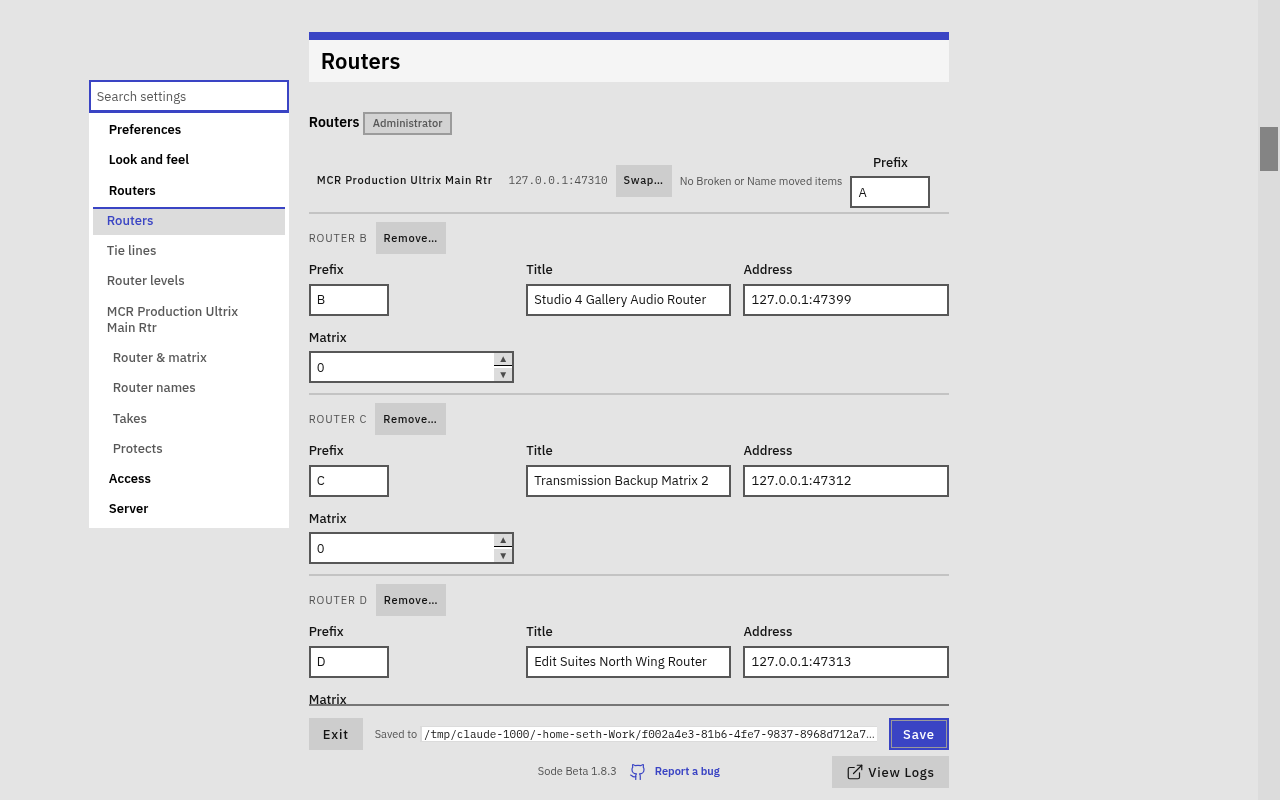 Routers
Search settings
Preferences
Look and feel
Routers
Routers
Tie lines
Router levels
MCR Production Ultrix
Main Rtr
Router & matrix
Router names
Takes
Protects
Access
Server
Routers Administrator
MCR Production Ultrix Main Rtr 127.0.0.1:47310 Swap... No Broken or Name moved items Prefix
A
ROUTER B Remove...
Prefix Title Address
B Studio 4 Gallery Audio Router 127.0.0.1:47399
Matrix
0
ROUTER C Remove...
Prefix Title Address
C Transmission Backup Matrix 2 127.0.0.1:47312
Matrix
0
ROUTER D Remove...
Prefix Title Address
D Edit Suites North Wing Router 127.0.0.1:47313
Matrix
Exit Saved to /tmp/claude-1000/-home-seth-Work/f002a4e3-81b6-4fe7-9837-8968d712a7... Save
Sode Beta 1.8.3 Report a bug View Logs